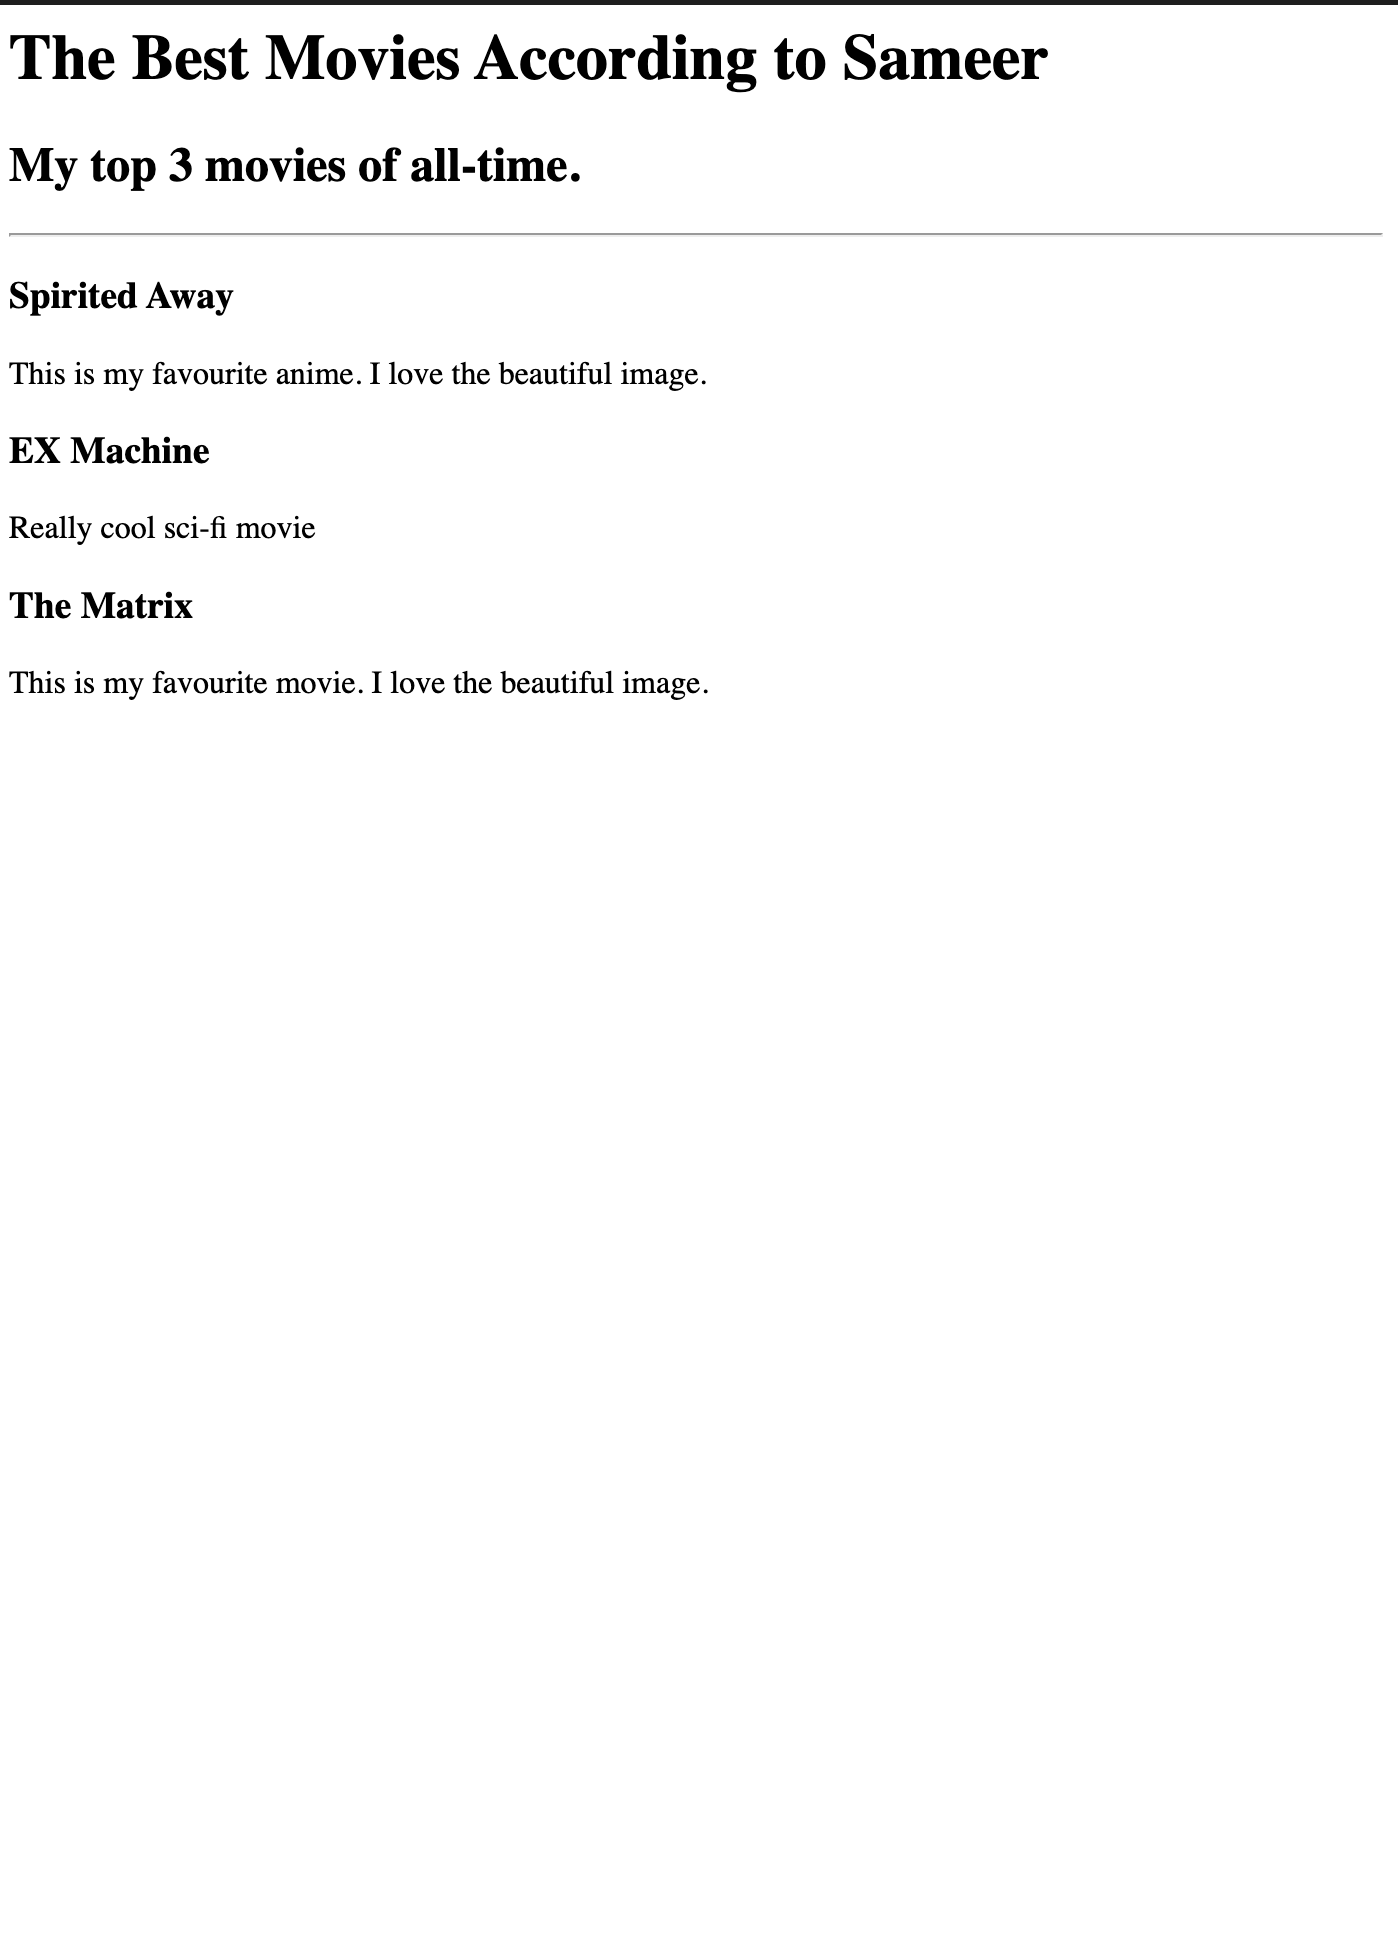 The Best Movies According to Sameer
My top 3 movies of all-time.
Spirited Away
This is my favourite anime. I love the beautiful image.
EX Machine
Really cool sci-fi movie
The Matrix
This is my favourite movie. I love the beautiful image.